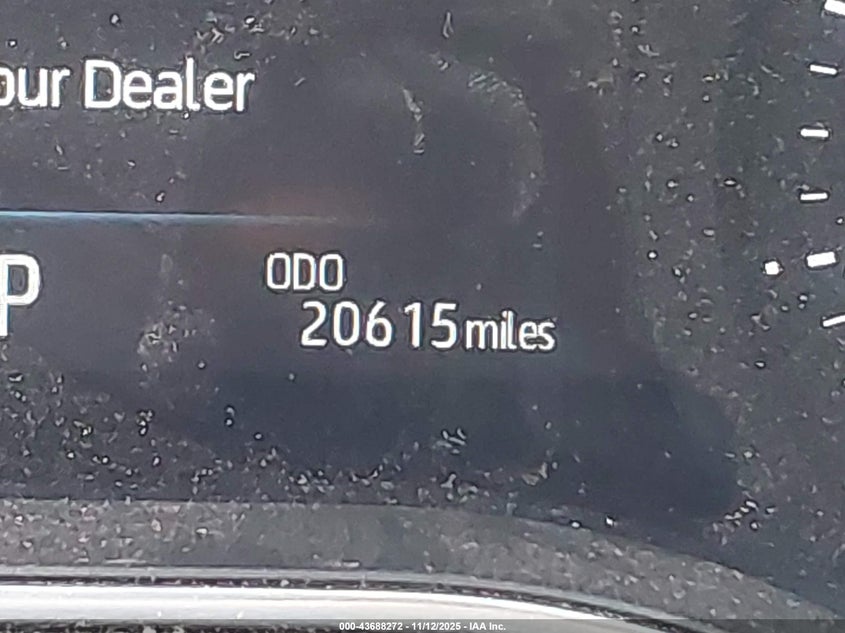 our Dealer
P
ODO
20615 miles
000-43688272 - 11/12/2025 - IAA Inc.